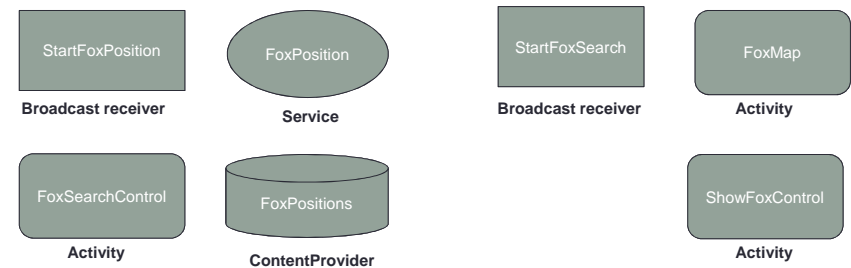 StartFoxPosition
FoxPosition
StartFoxSearch
FoxMap
Broadcast receiver
Service
Broadcast receiver
Activity
FoxSearchControl
FoxPositions
ShowFoxControl
Activity
ContentProvider
Activity